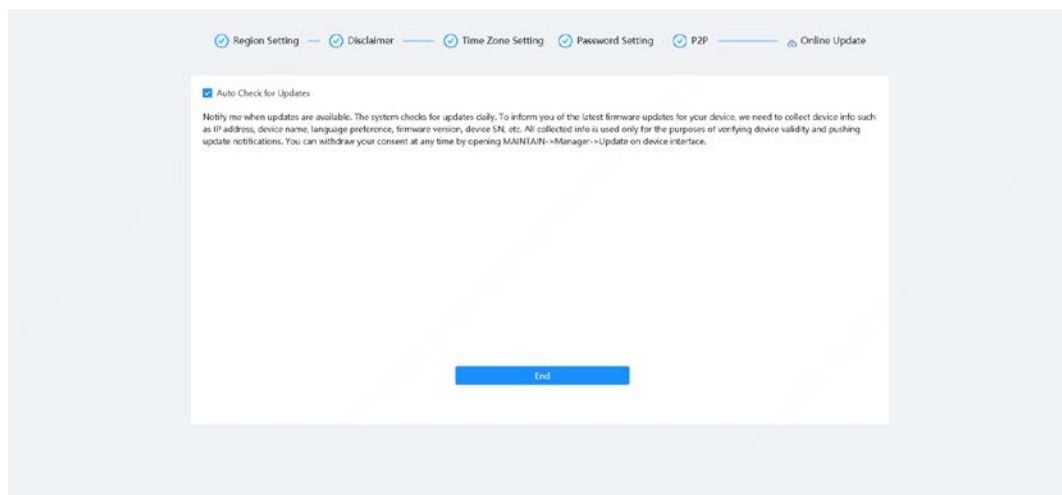 Region Setting
Disclaimer
Time Zone Setting
Password Setting
P2P
Online Update
Auto Check for Updates
Notify me when updates are available. The system checks for updates daily. To inform you of the latest firmware updates for your device, we need to collect device info such
as IP address, device name, language preference, firmware version, device SN, etc. All collected info is used only for the purposes of verifying device validity and pushing
update notifications. You can withdraw your consent at any time by opening MAINTAIN->Manager->Update on device interface.
End